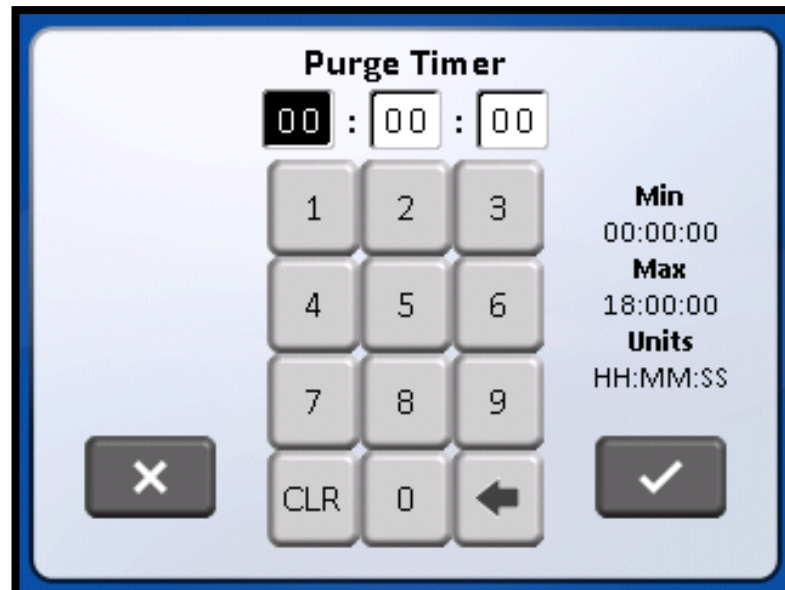 Purge Timer
00 : 00 : 00
1 2 3
Min
00:00:00
Max
4 5 6
18:00:00
Units
HH:MM:SS
7 8 9
CLR 0